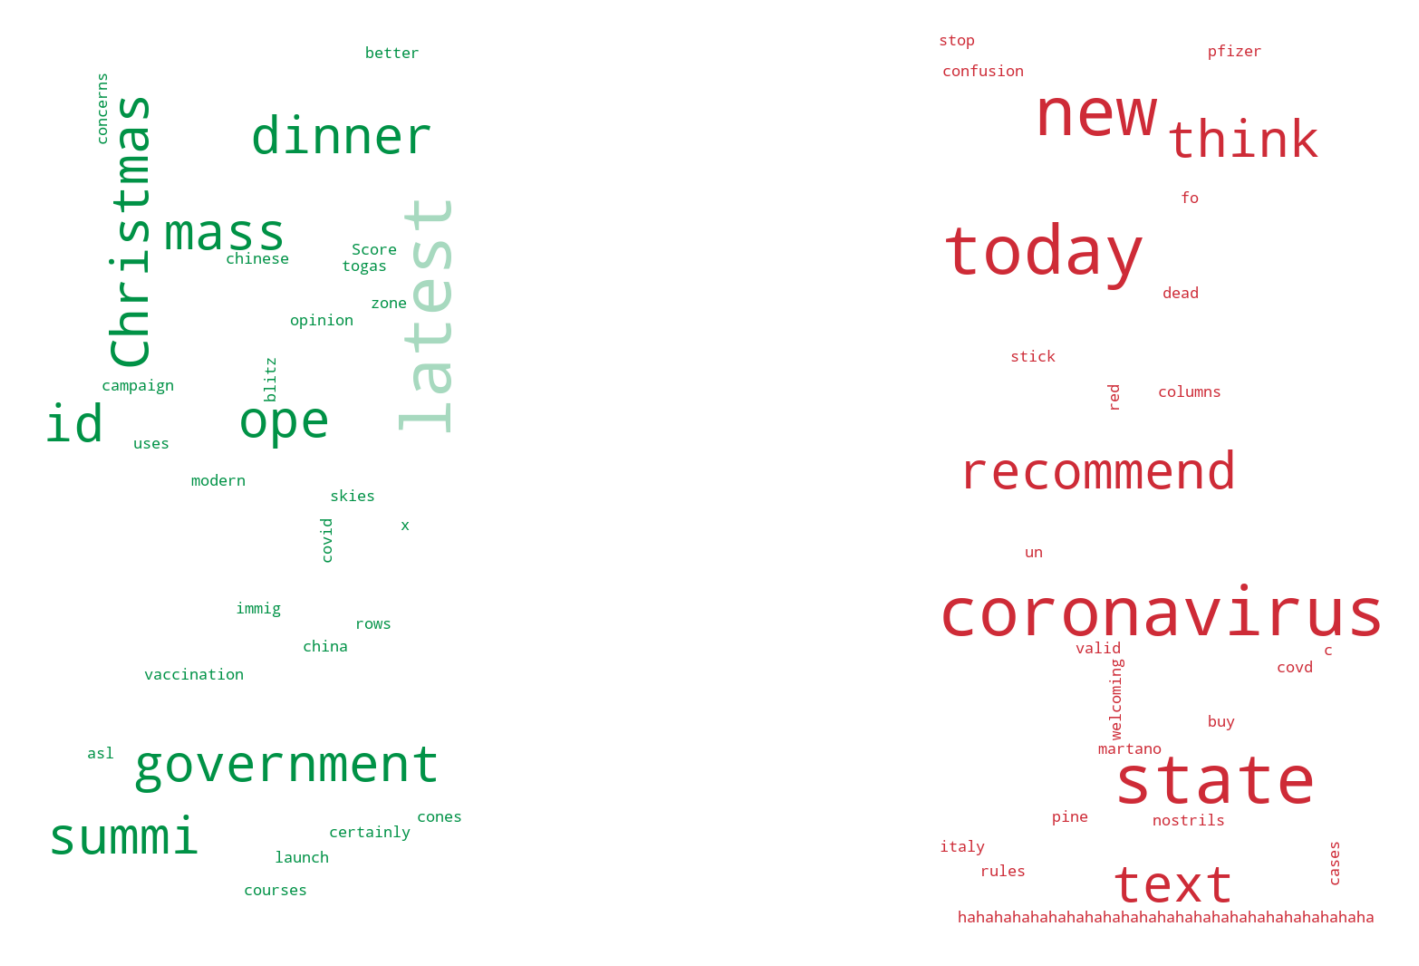 better
concerns
Christmas
dinner
mass
latest
Score
chinese
togas
zone
opinion
blitz
campaign
id
ope
uses
modern
skies
covid
x
immig
rows
china
vaccination
asl
government
summi
cones
certainly
launch
courses
stop
pfizer
confusion
new
think
fo
today
dead
stick
red
columns
recommend
un
coronavirus
valid
c
welcoming
covd
buy
martano
state
pine
nostrils
italy
cases
rules
text
hahahahahahahahahahahahahahahahahahahahahahaha